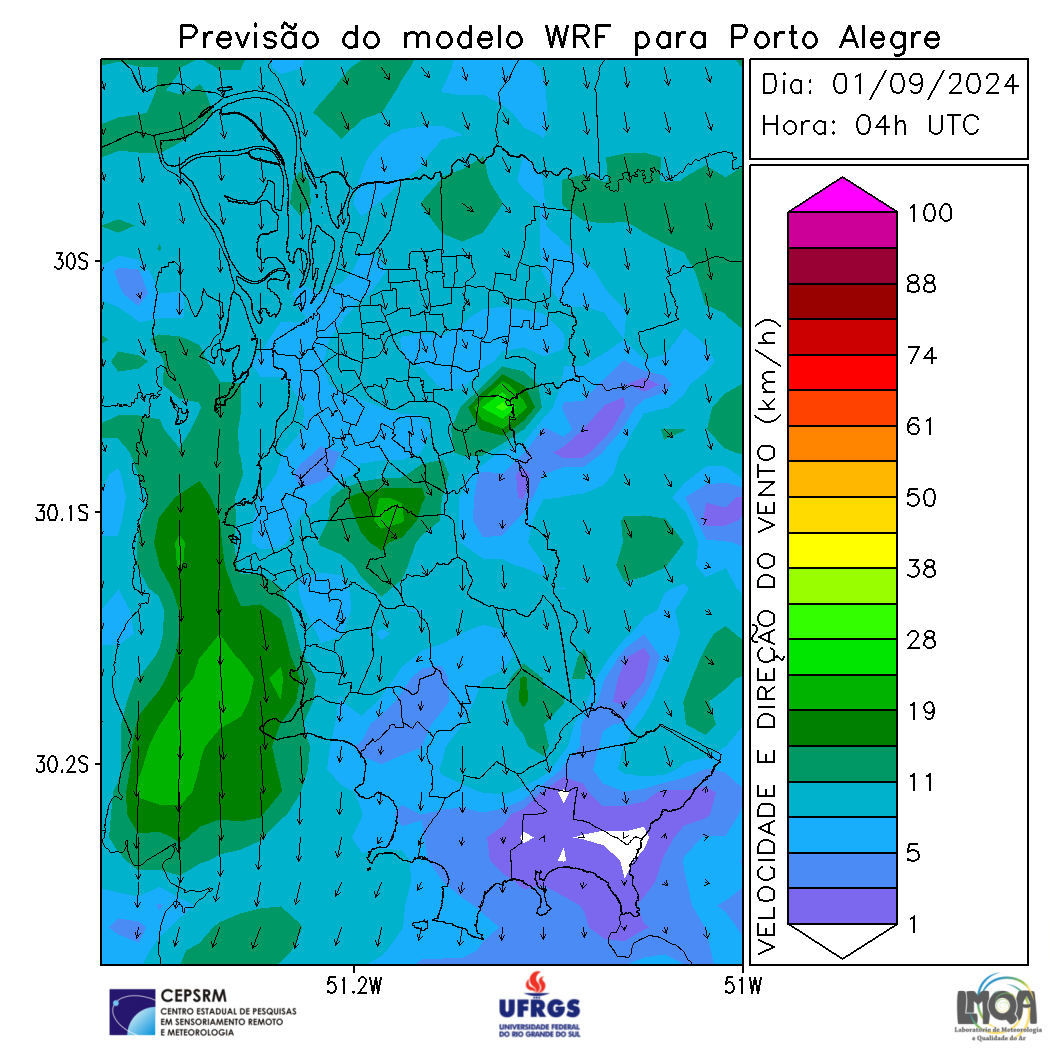 Previsão do modelo WRF para Porto Alegre
Dia: 01/09/2024
Hora: 04h UTC
30S
30.1S
30.2S
51.2W
51W
VELOCIDADE E DIREÇÃO DO VENTO (km/h)
100
88
74
61
50
38
28
19
11
5
1
CEPSRM
CENTRO ESTADUAL DE PESQUISAS
EM SENSORIAMENTO REMOTO
E METEOROLOGIA
UFRGS
UNIVERSIDADE FEDERAL
DO RIO GRANDE DO SUL
LMQA
Laboratório de Meteorologia
e Qualidade do Ar